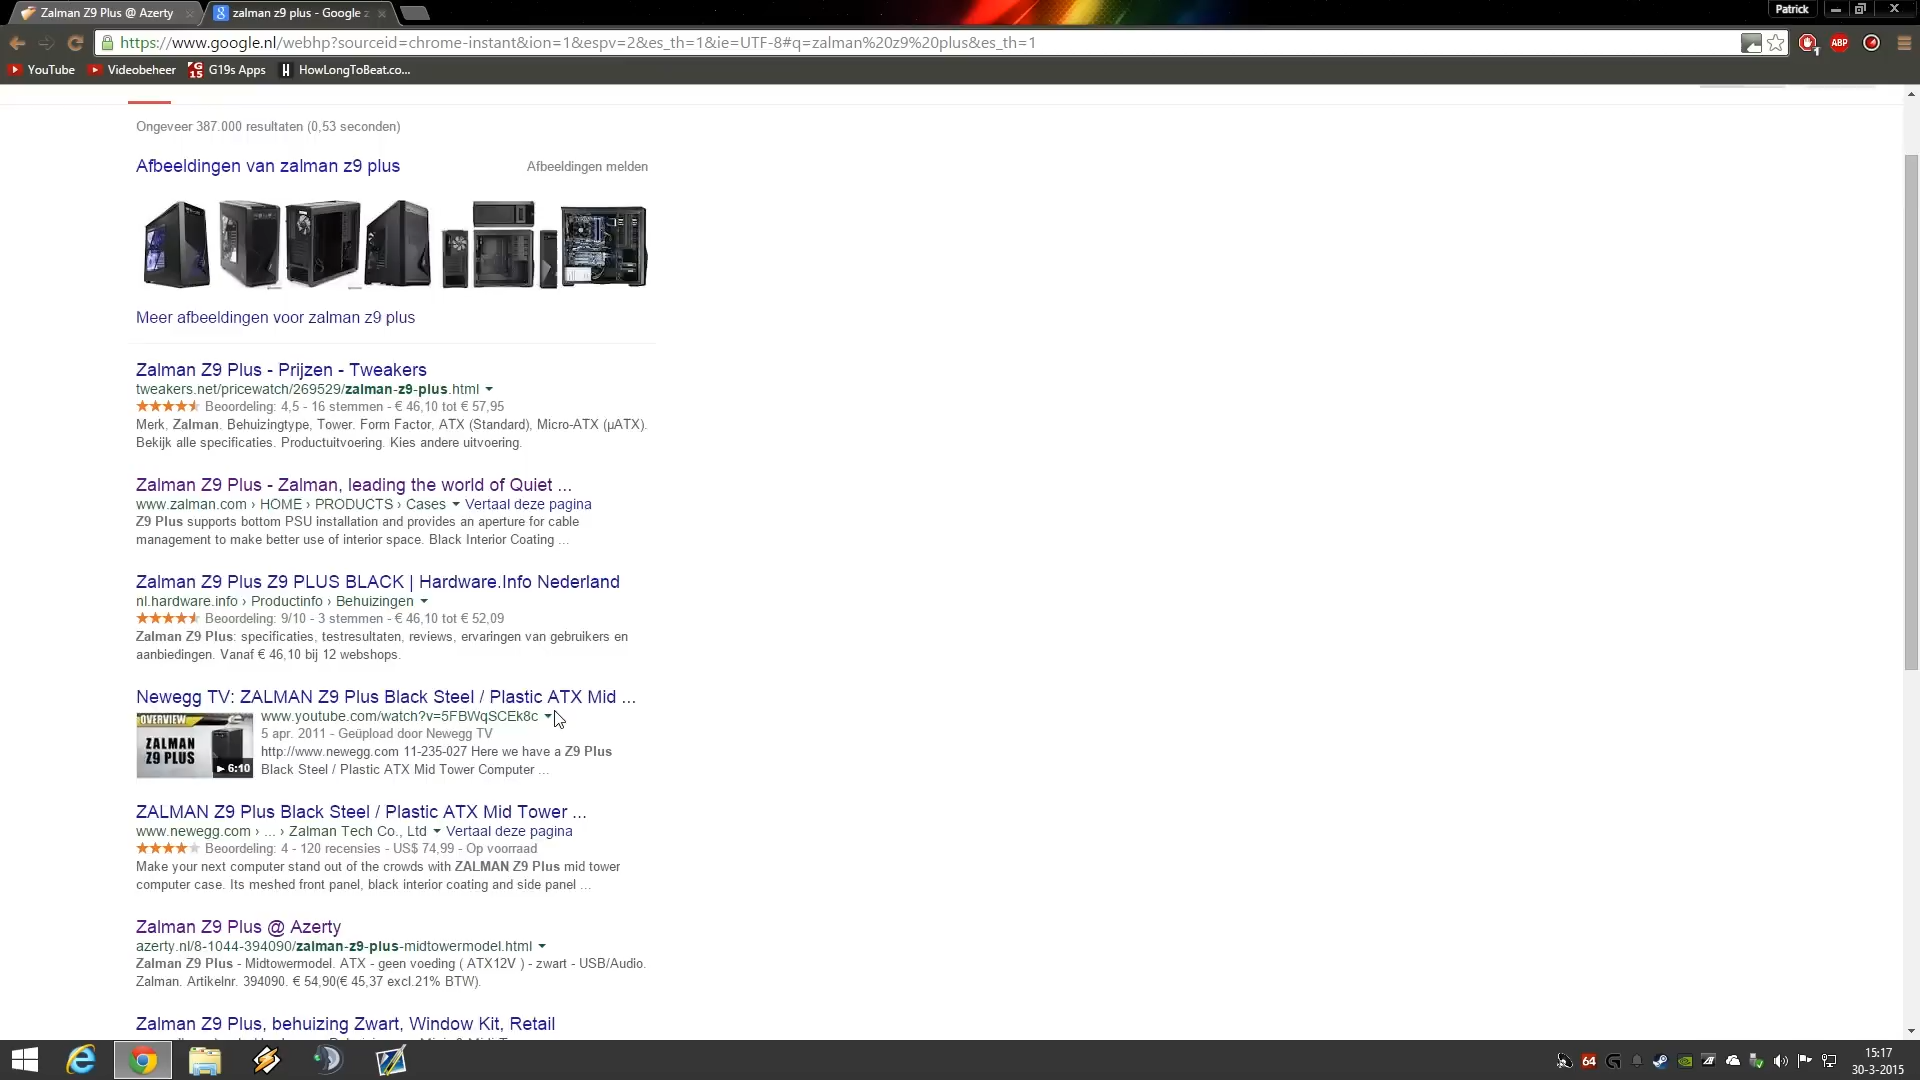 Zalman Z9 Plus @ Azerty
zalman z9 plus - Google z
Patrick
https://www.google.nl/webhp?sourceid=chrome-instant&ion=1&espv=2&es_th=1&ie=UTF-8#q=zalman%20z9%20plus&es_th=1
ABP
YouTube
Videobeheer
G19s Apps
HowLongToBeat.co...
Ongeveer 387.000 resultaten (0,53 seconden)
Afbeeldingen van zalman z9 plus
Afbeeldingen melden
Meer afbeeldingen voor zalman z9 plus
Zalman Z9 Plus - Prijzen - Tweakers
tweakers.net/pricewatch/269529/zalman-z9-plus.html
Beoordeling: 4,5 - 16 stemmen - € 46,10 tot € 57,95
Merk, Zalman. Behuizingtype, Tower. Form Factor, ATX (Standard), Micro-ATX (µATX).
Bekijk alle specificaties. Productuitvoering. Kies andere uitvoering.
Zalman Z9 Plus - Zalman, leading the world of Quiet ...
www.zalman.com › HOME › PRODUCTS › Cases Vertaal deze pagina
Z9 Plus supports bottom PSU installation and provides an aperture for cable
management to make better use of interior space. Black Interior Coating ...
Zalman Z9 Plus Z9 PLUS BLACK | Hardware.Info Nederland
nl.hardware.info › Productinfo › Behuizingen
Beoordeling: 9/10 - 3 stemmen - € 46,10 tot € 52,09
Zalman Z9 Plus: specificaties, testresultaten, reviews, ervaringen van gebruikers en
aanbiedingen. Vanaf € 46,10 bij 12 webshops.
Newegg TV: ZALMAN Z9 Plus Black Steel / Plastic ATX Mid ...
OVERVIEW
ZALMAN
Z9 PLUS
6:10
www.youtube.com/watch?v=5FBWqSCEk8c
5 apr. 2011 - Geüpload door Newegg TV
http://www.newegg.com 11-235-027 Here we have a Z9 Plus
Black Steel / Plastic ATX Mid Tower Computer ...
ZALMAN Z9 Plus Black Steel / Plastic ATX Mid Tower ...
www.newegg.com › ... › Zalman Tech Co., Ltd Vertaal deze pagina
Beoordeling: 4 - 120 recensies - US$ 74,99 - Op voorraad
Make your next computer stand out of the crowds with ZALMAN Z9 Plus mid tower
computer case. Its meshed front panel, black interior coating and side panel ...
Zalman Z9 Plus @ Azerty
azerty.nl/8-1044-394090/zalman-z9-plus-midtowermodel.html
Zalman Z9 Plus - Midtowermodel. ATX - geen voeding ( ATX12V ) - zwart - USB/Audio.
Zalman. Artikelnr. 394090. € 54,90(€ 45,37 excl.21% BTW).
Zalman Z9 Plus, behuizing Zwart, Window Kit, Retail
64
15:17
30-3-2015